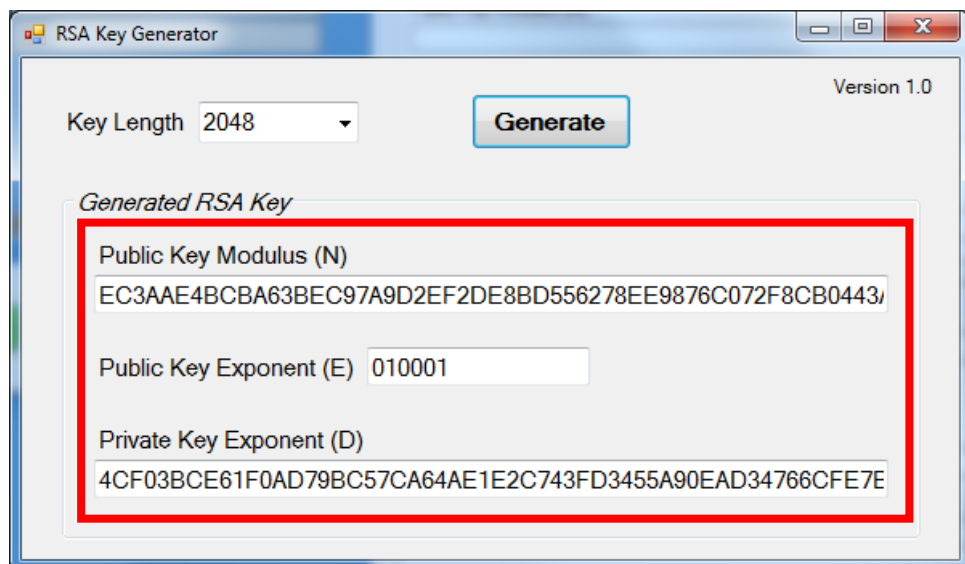 RSA Key Generator
Version 1.0
Key Length 2048 Generate
Generated RSA Key
Public Key Modulus (N)
EC3AAE4BCBA63BEC97A9D2EF2DE8BD556278EE9876C072F8CB0443
Public Key Exponent (E) 010001
Private Key Exponent (D)
4CF03BCE61F0AD79BC57CA64AE1E2C743FD3455A90EAD34766CFE7E